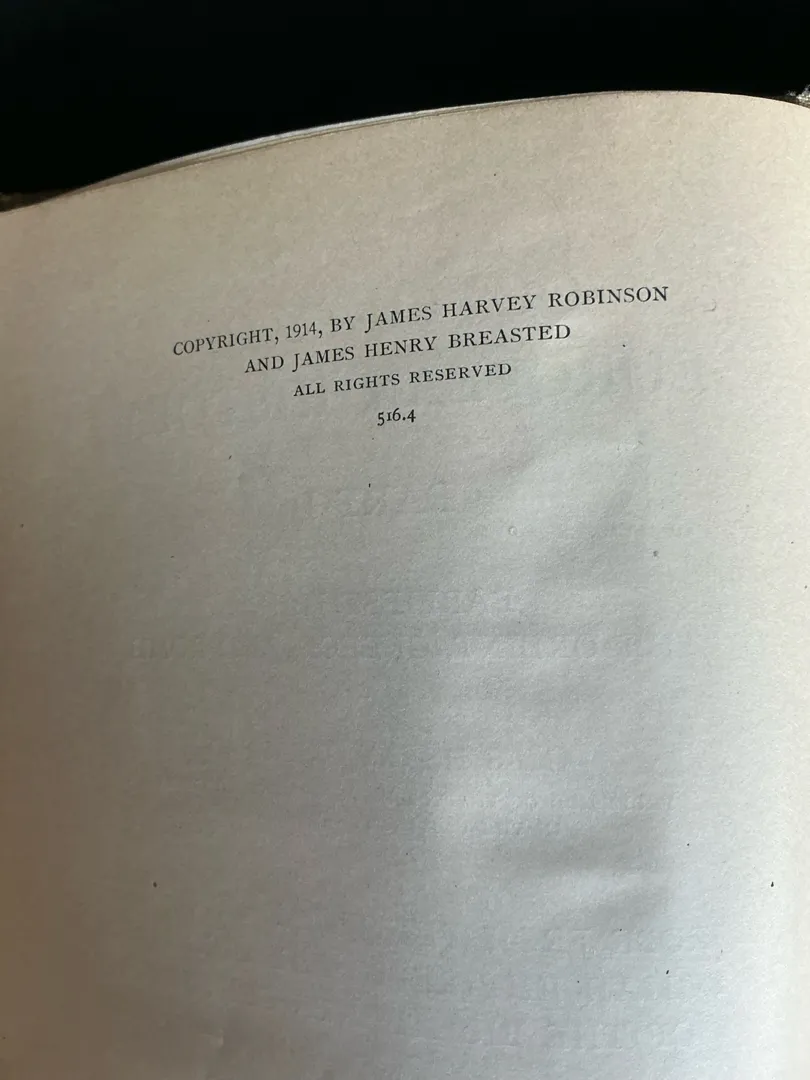 COPYRIGHT, 1914, BY JAMES HARVEY ROBINSON
AND JAMES HENRY BREASTED
ALL RIGHTS RESERVED
516.4